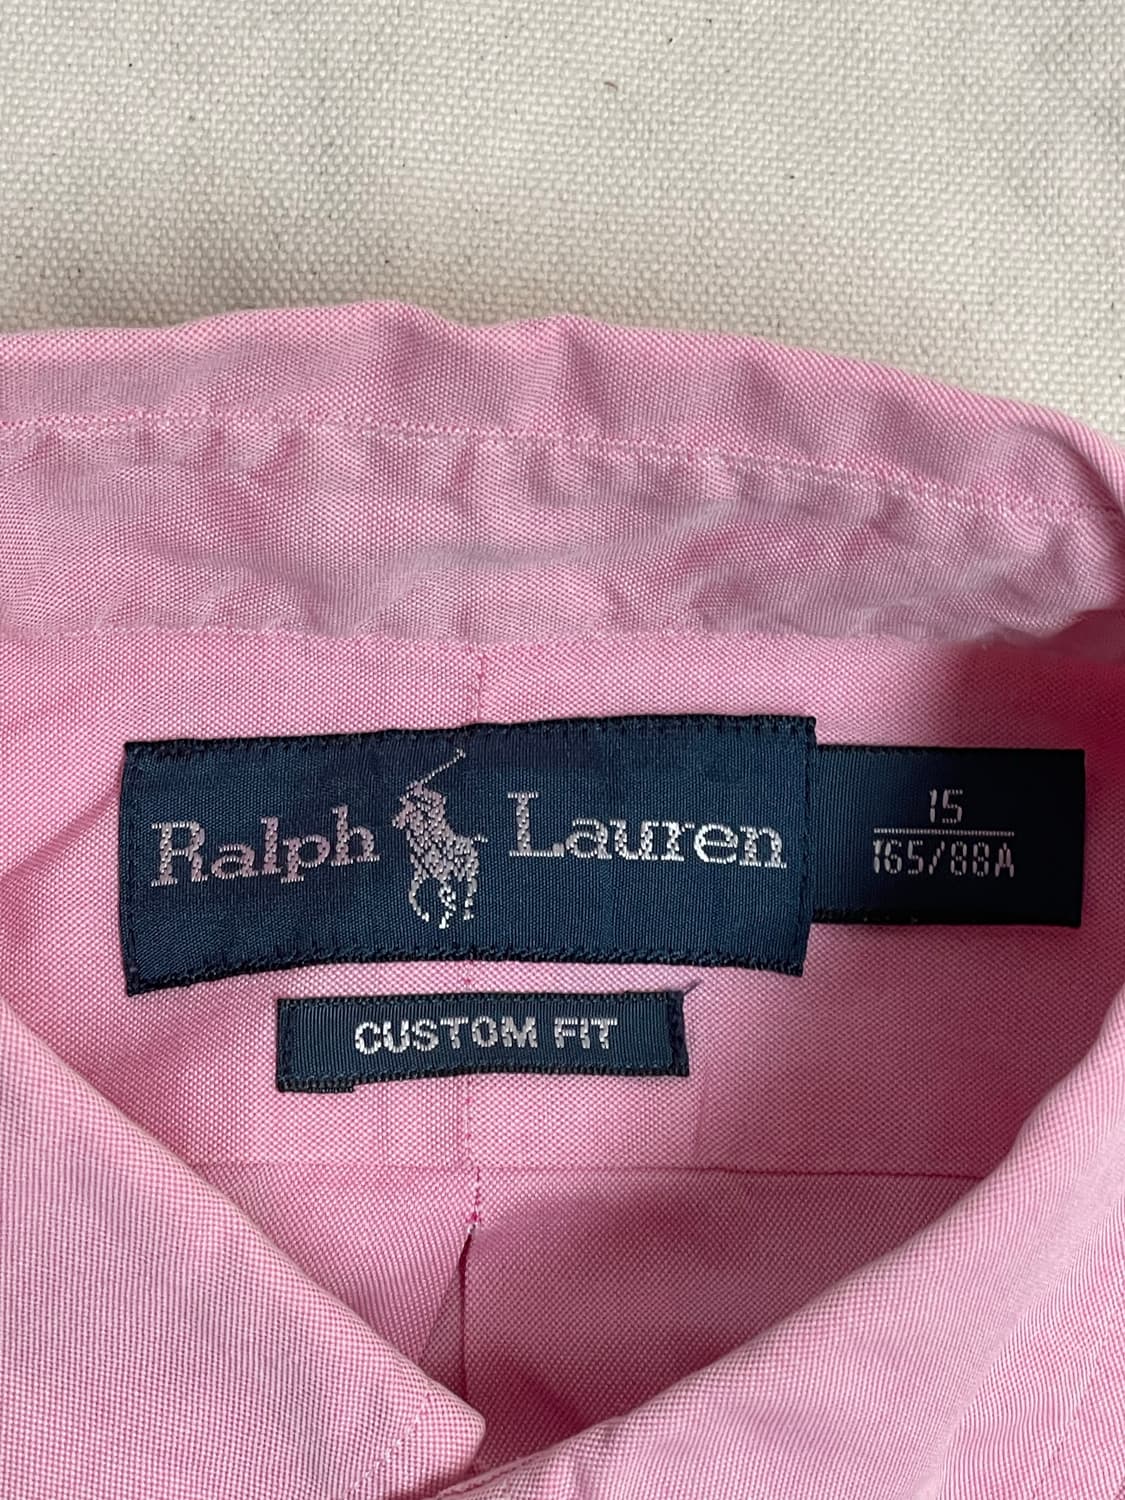 Ralph Lauren
15
165/88A
CUSTOM FIT